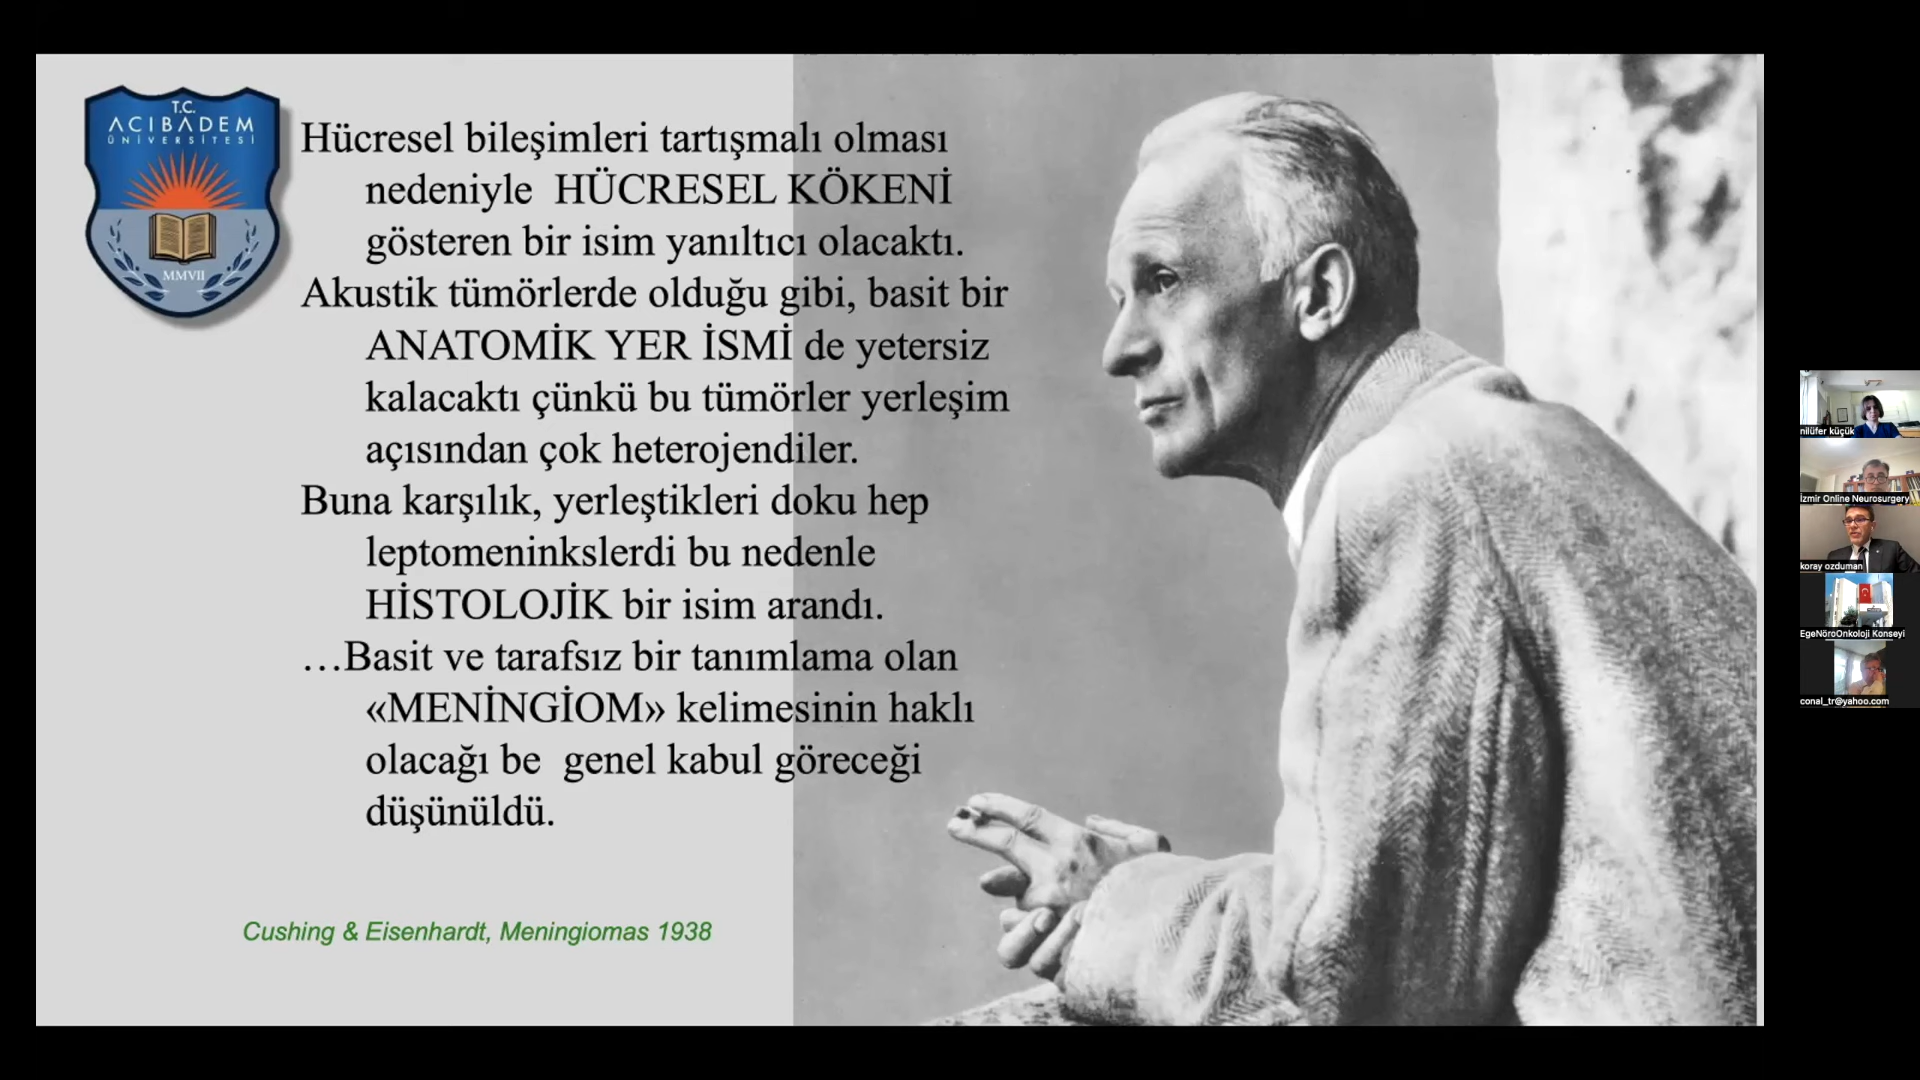 T.C.
ACIBADEM
ÜNİVERSİTESİ
MMVII
Hücresel bileşimleri tartışmalı olması
nedeniyle  HÜCRESEL KÖKENİ
gösteren bir isim yanıltıcı olacaktı.
Akustik tümörlerde olduğu gibi, basit bir
ANATOMİK YER İSMİ de yetersiz
kalacaktı çünkü bu tümörler yerleşim
açısından çok heterojendiler.
Buna karşılık, yerleştikleri doku hep
leptomeninkslerdi bu nedenle
HİSTOLOJİK bir isim arandı.
…Basit ve tarafsız bir tanımlama olan
«MENİNGİOM» kelimesinin haklı
olacağı be  genel kabul göreceği
düşünüldü.
Cushing & Eisenhardt, Meningiomas 1938
nilüfer küçük
İzmir Online Neurosurgery
koray ozduman
EgeNöroOnkoloji Konseyi
conal_tr@yahoo.com